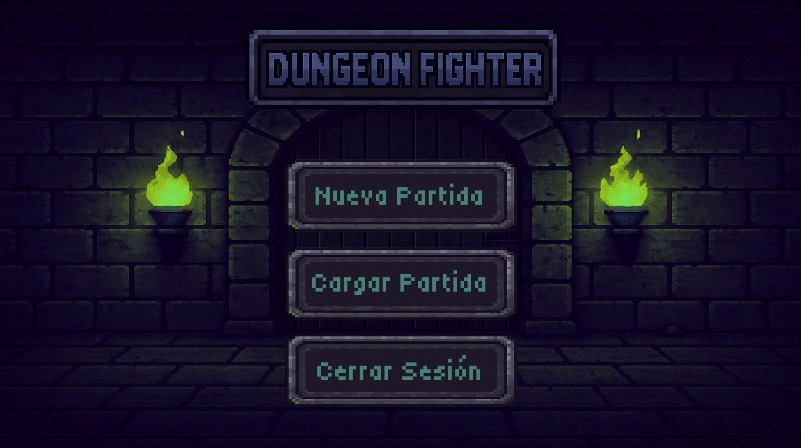 DUNGEON FIGHTER
Nueva Partida
Cargar Partida
Cerrar Sesión